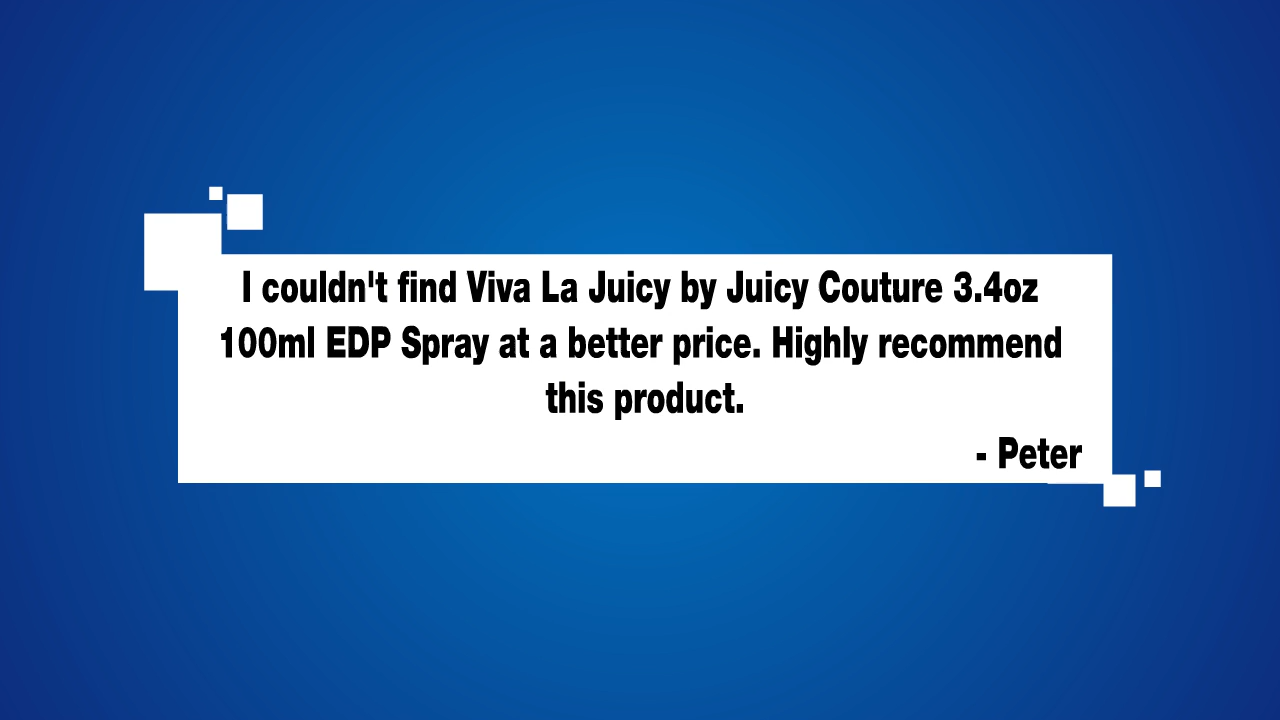 I couldn't find Viva La Juicy by Juicy Couture 3.4oz
100ml EDP Spray at a better price. Highly recommend
this product.
- Peter